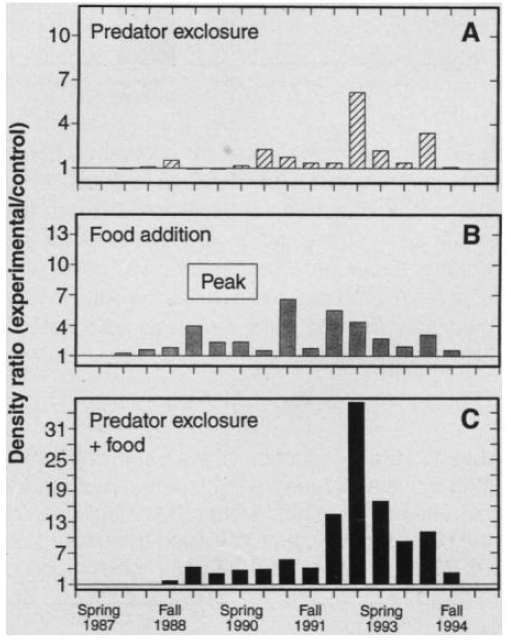 Density ratio (experimental/control)
Predator exclosure
A
10
7
4
1
Food addition
B
Peak
13
10
7
4
1
Predator exclosure
+ food
C
31
25
19
13
7
1
Spring Fall Spring Fall Spring Fall
1987 1988 1990 1991 1993 1994